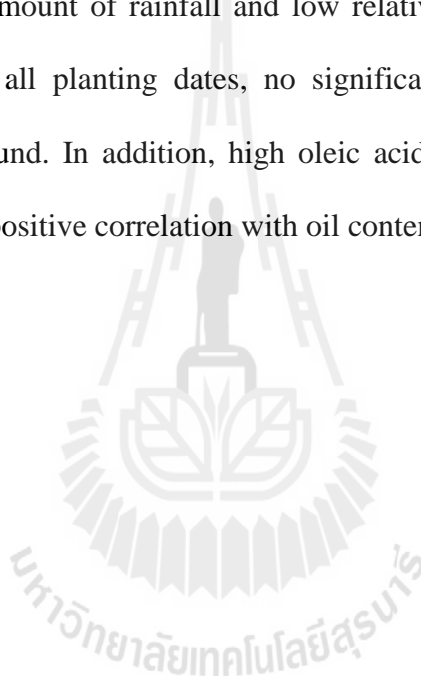 mount of rainfall and low relativ
all planting dates, no significa
und. In addition, high oleic acid
positive correlation with oil conten
มหาวิทยาลัยเทคโนโลยีสุรนารี